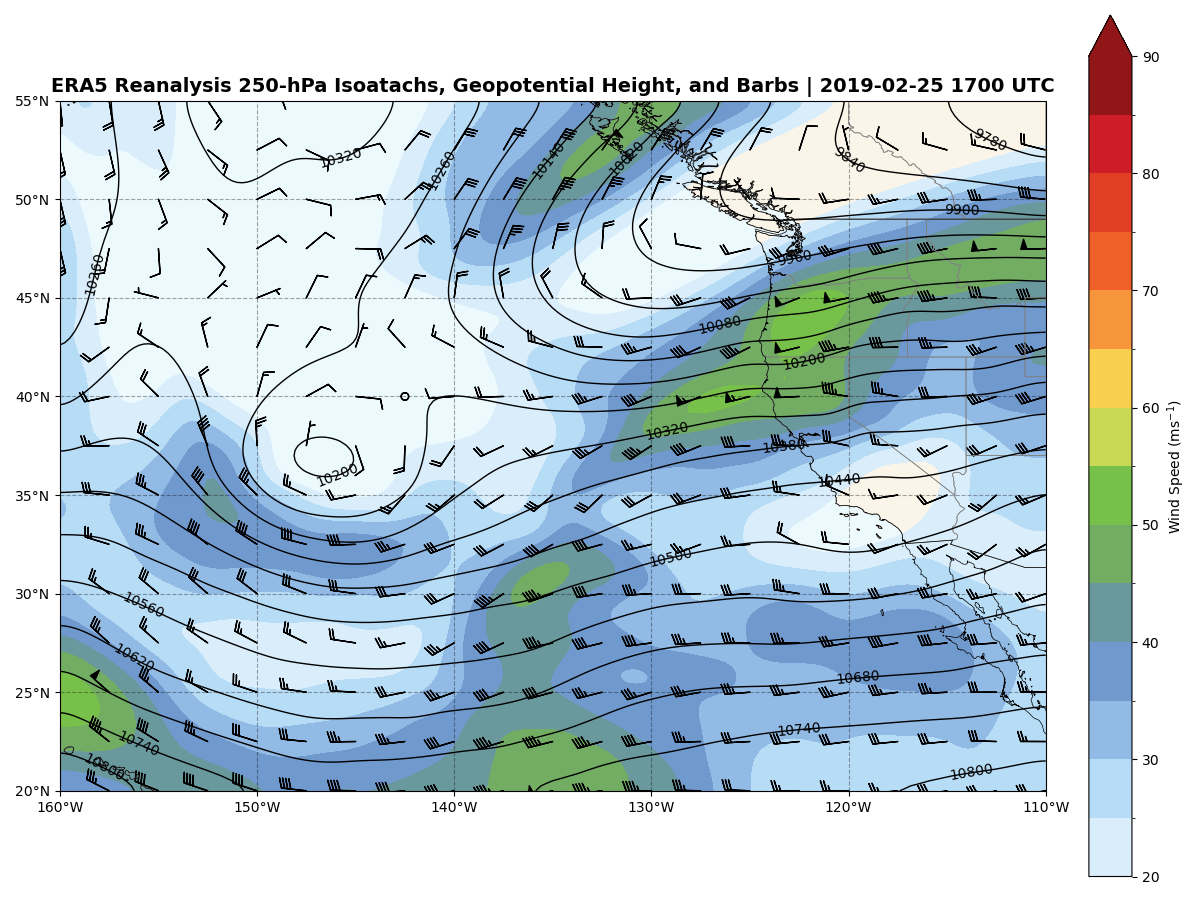 ERA5 Reanalysis 250-hPa Isoatachs, Geopotential Height, and Barbs | 2019-02-25 1700 UTC
90
55°N
9780
10320
10140
10020
9840
10260
80
50°N
9900
9960
10260
45°N
70
10080
10200
40°N
60
10320
10380
10200
10440
35°N
50
10500
30°N
10560
40
10620
10680
25°N
10740
10740
30
10800
10800
20°N
160°W 150°W 140°W 130°W 120°W 110°W
20
Wind Speed (ms⁻¹)